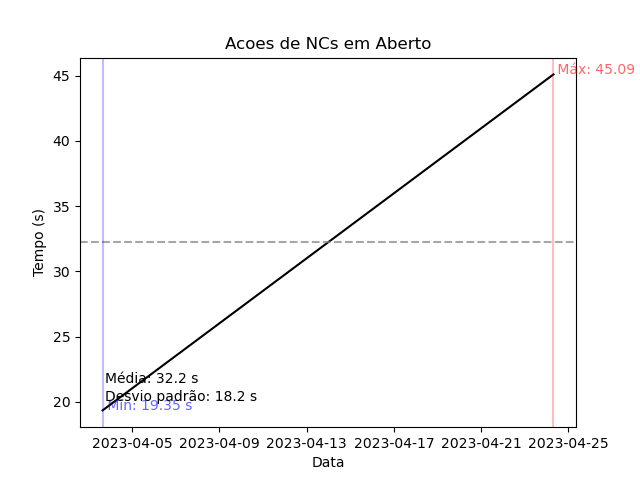 Acoes de NCs em Aberto
Máx: 45.09
45
40
35
30
25
20
Tempo (s)
Média: 32.2 s
Desvio padrão: 18.2 s
Mín: 19.35 s
2023-04-05 2023-04-09 2023-04-13 2023-04-17 2023-04-21 2023-04-25
Data